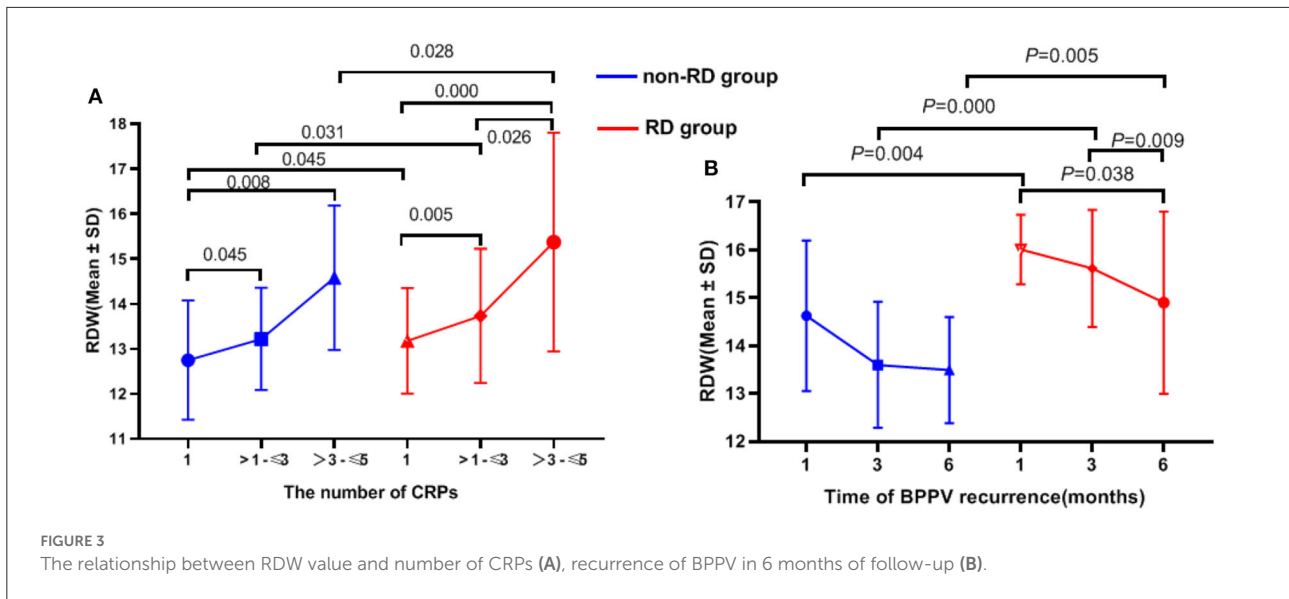 A
0.028
0.000
0.026
0.031
0.045
0.008
0.005
0.045
18
17
16
15
14
13
12
11
RDW(Mean ± SD)
1
>1-≤3
>3-≤5
1
>1-≤3
>3-≤5
The number of CRPs
non-RD group
RD group
B
P=0.005
P=0.000
P=0.009
P=0.004
P=0.038
17
16
15
14
13
12
RDW(Mean ± SD)
1
3
6
1
3
6
Time of BPPV recurrence(months)
FIGURE 3
The relationship between RDW value and number of CRPs (A), recurrence of BPPV in 6 months of follow-up (B).